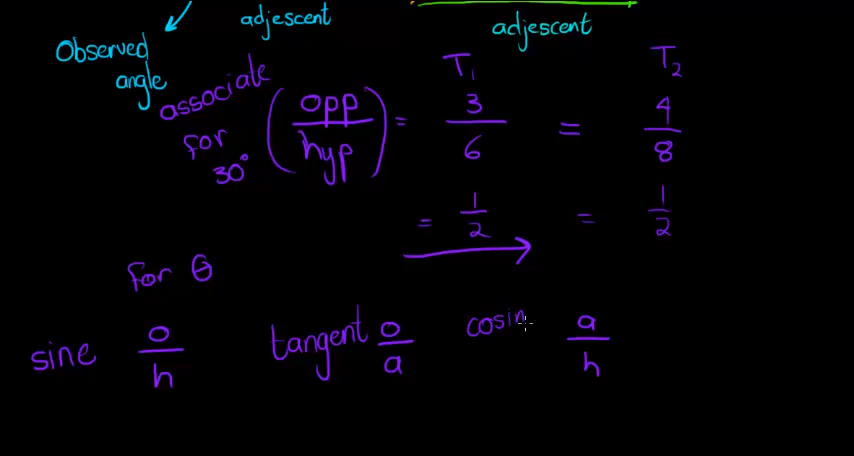 adjescent
adjescent
Observed
angle
associate
for
30°
( opp / hyp ) =
T1
3 / 6
=
T2
4 / 8
= 1 / 2
= 1 / 2
for θ
sine o / h
tangent o / a
cosin a / h